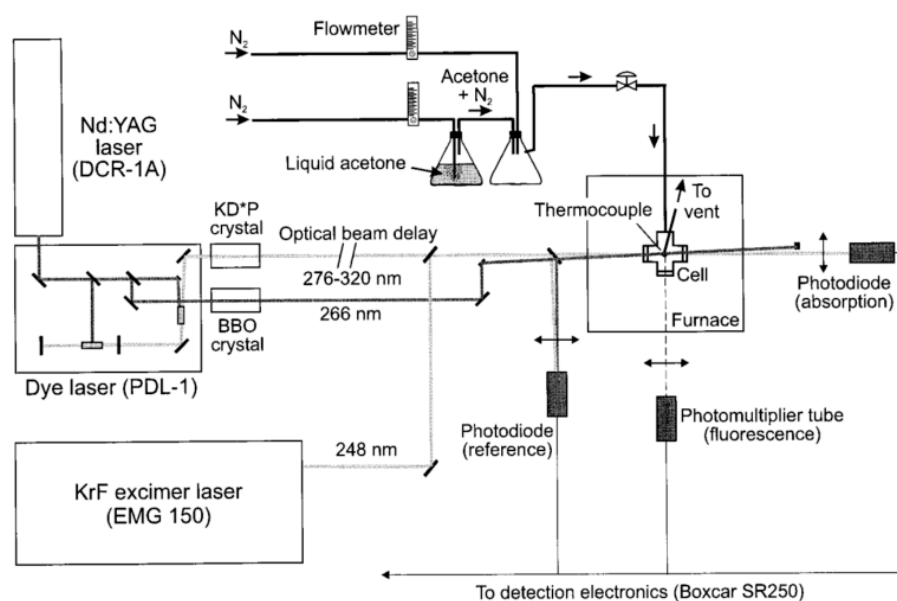 N2
Flowmeter
N2
Acetone
+ N2
Liquid acetone
Nd:YAG
laser
(DCR-1A)
KD*P
crystal
Optical beam delay
276-320 nm
266 nm
BBO
crystal
Dye laser (PDL-1)
Thermocouple
To
vent
Cell
Furnace
Photodiode
(absorption)
Photodiode
(reference)
Photomultiplier tube
(fluorescence)
248 nm
KrF excimer laser
(EMG 150)
To detection electronics (Boxcar SR250)